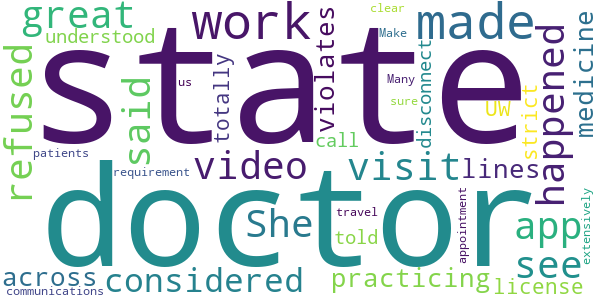 great
understood
work
made
clear
Make
state
refused
said
us
totally
violates
Many
sure
disconnect
UW
strict
happened
medicine
call
patients
requirement
video
visit
lines
doctor
She
travel
told
appointment
app
see
extensively
across
communications
considered
practicing
license